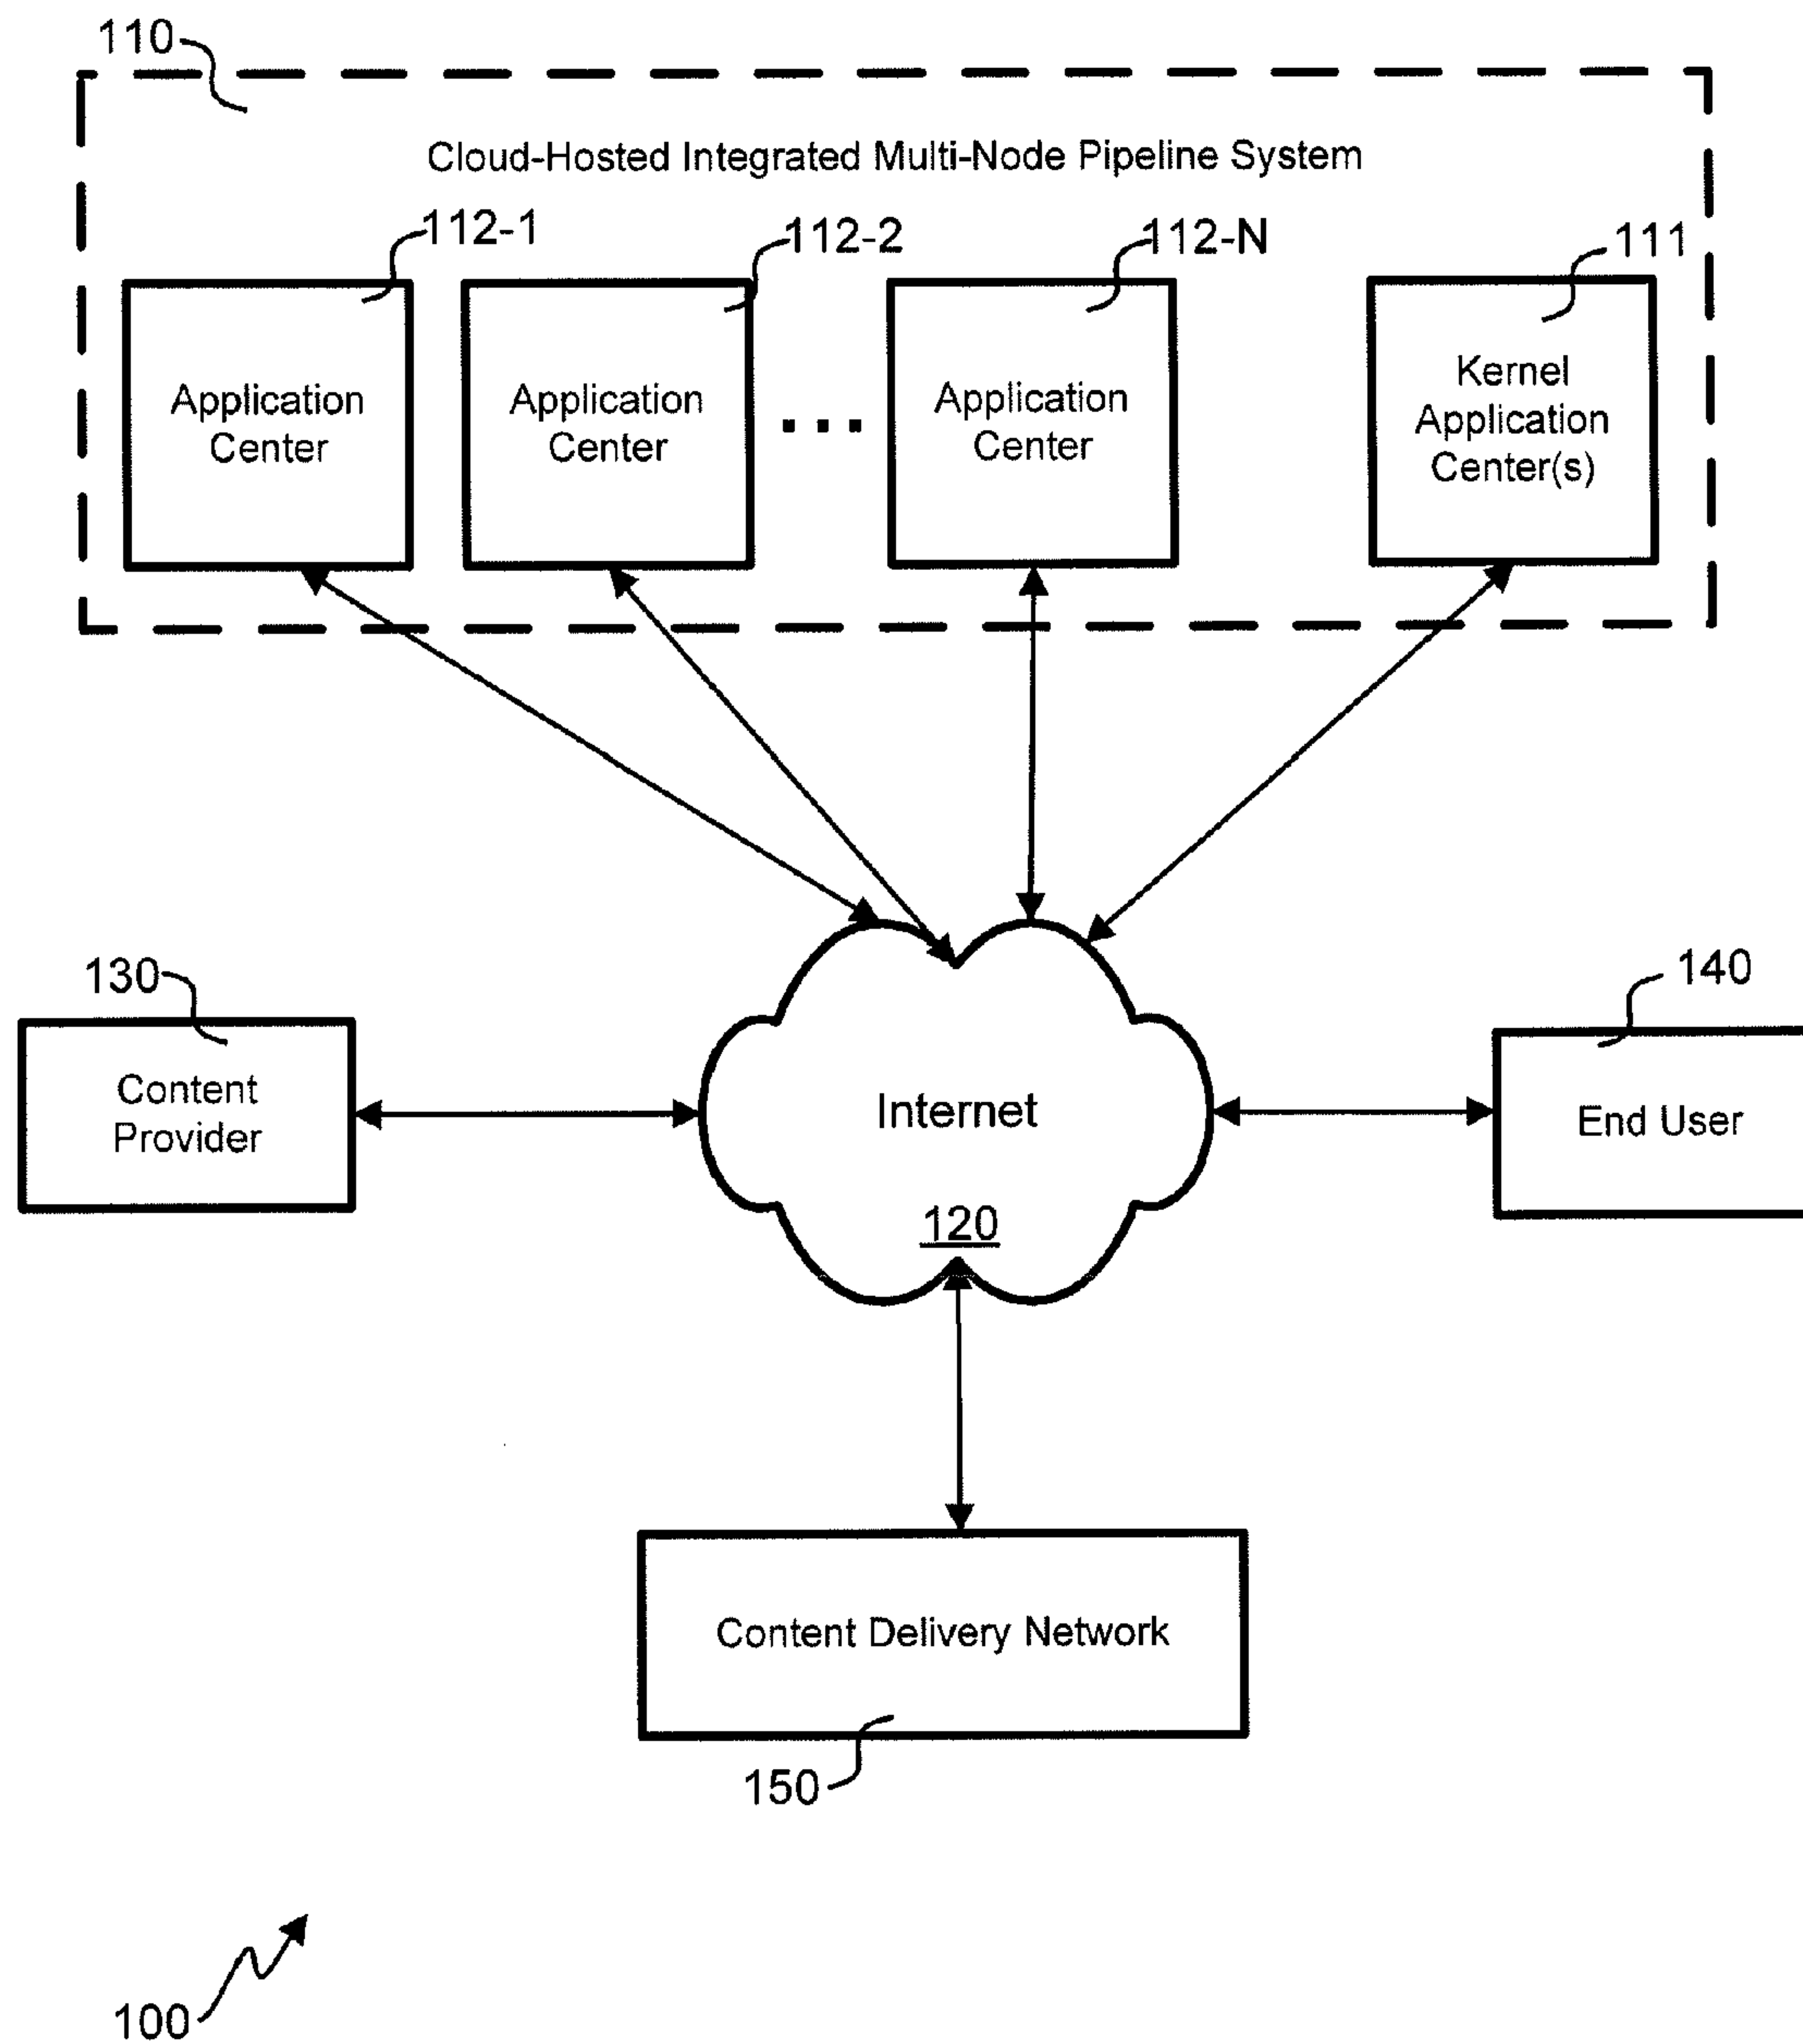 110
Cloud-Hosted Integrated Multi-Node Pipeline System
112-1
112-2
112-N
111
Application
Center
Application
Center
...
Application
Center
Kernel
Application
Center(s)
130
140
Content
Provider
Internet
120
End User
Content Delivery Network
150
100